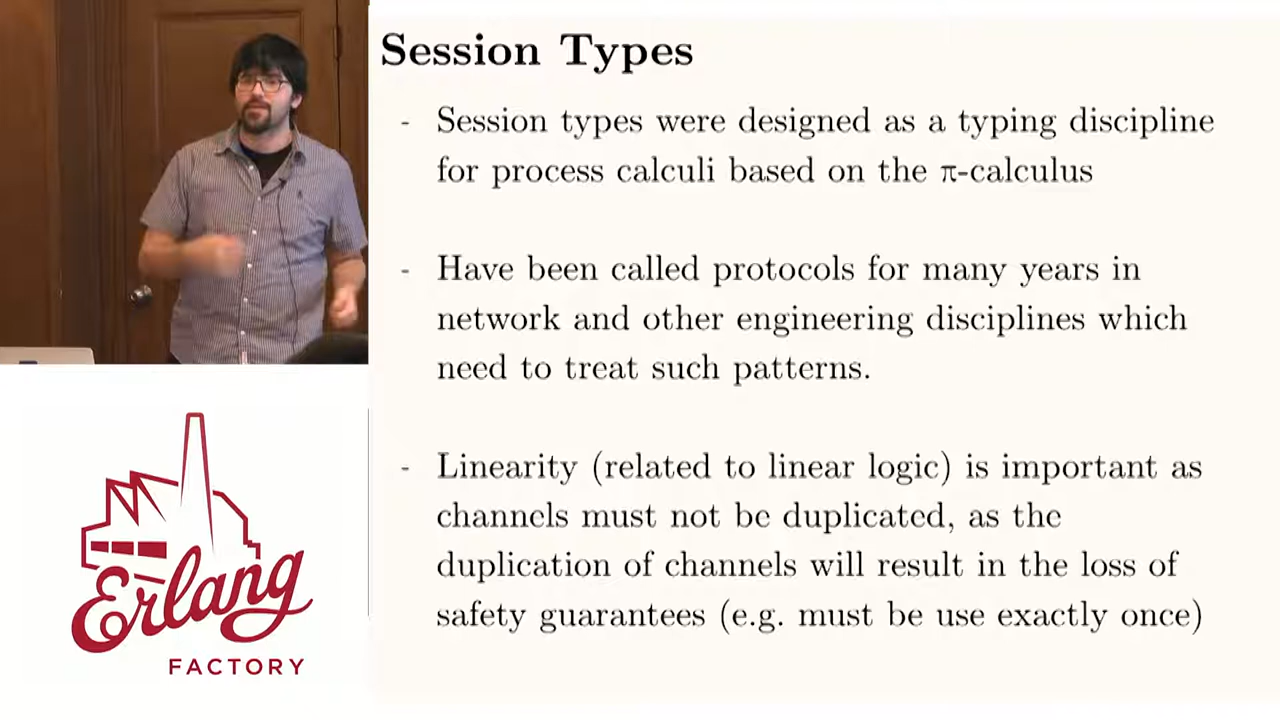 Session Types
- Session types were designed as a typing discipline
for process calculi based on the π-calculus
- Have been called protocols for many years in
network and other engineering disciplines which
need to treat such patterns.
- Linearity (related to linear logic) is important as
channels must not be duplicated, as the
duplication of channels will result in the loss of
safety guarantees (e.g. must be use exactly once)
Erlang
FACTORY